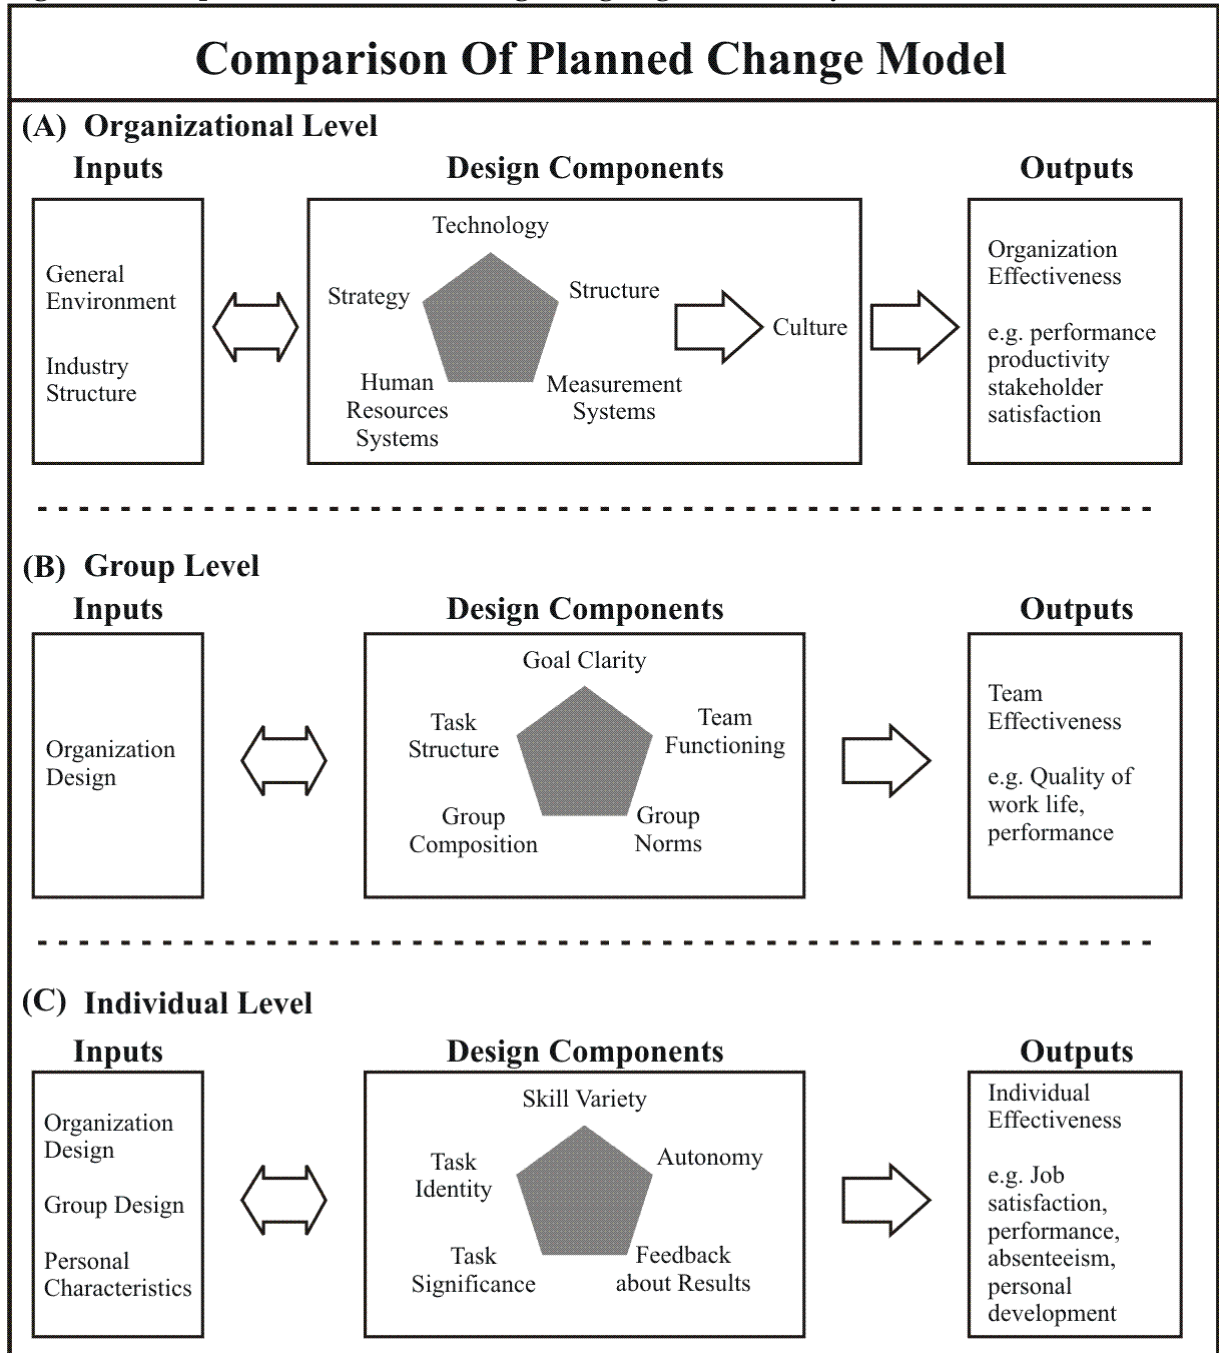 Comparison Of Planned Change Model
(A) Organizational Level
Inputs
Design Components
Outputs
General
Environment
Industry
Structure
Technology
Strategy
Structure
Human
Resources
Systems
Measurement
Systems
Culture
Organization
Effectiveness
e.g. performance
productivity
stakeholder
satisfaction
(B) Group Level
Inputs
Design Components
Outputs
Organization
Design
Goal Clarity
Task
Structure
Team
Functioning
Group
Composition
Group
Norms
Team
Effectiveness
e.g. Quality of
work life,
performance
(C) Individual Level
Inputs
Design Components
Outputs
Organization
Design
Group Design
Personal
Characteristics
Skill Variety
Task
Identity
Autonomy
Task
Significance
Feedback
about Results
Individual
Effectiveness
e.g. Job
satisfaction,
performance,
absenteeism,
personal
development